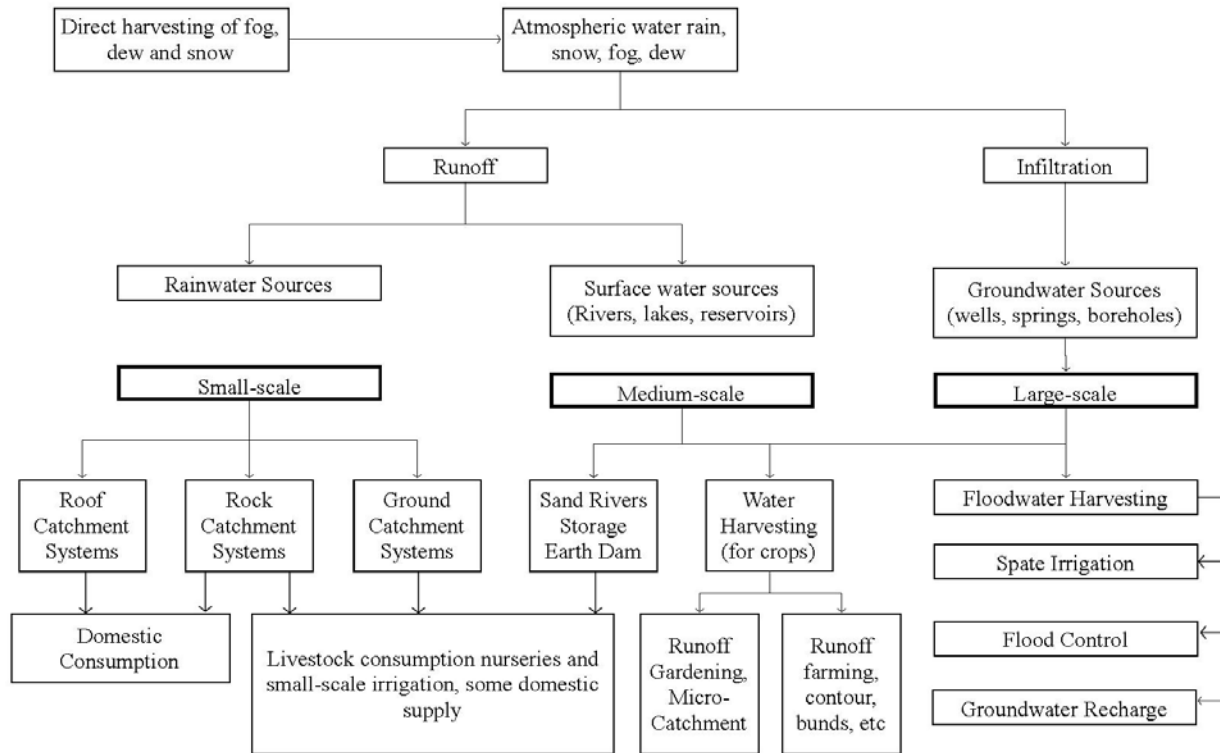 Direct harvesting of fog,
dew and snow
Atmospheric water rain,
snow, fog, dew
Runoff
Infiltration
Rainwater Sources
Surface water sources
(Rivers, lakes, reservoirs)
Groundwater Sources
(wells, springs, boreholes)
Small-scale
Medium-scale
Large-scale
Roof
Catchment
Systems
Rock
Catchment
Systems
Ground
Catchment
Systems
Sand Rivers
Storage
Earth Dam
Water
Harvesting
(for crops)
Floodwater Harvesting
Spate Irrigation
Flood Control
Groundwater Recharge
Domestic
Consumption
Livestock consumption nurseries and
small-scale irrigation, some domestic
supply
Runoff
Gardening,
Micro-
Catchment
Runoff
farming,
contour,
bunds, etc